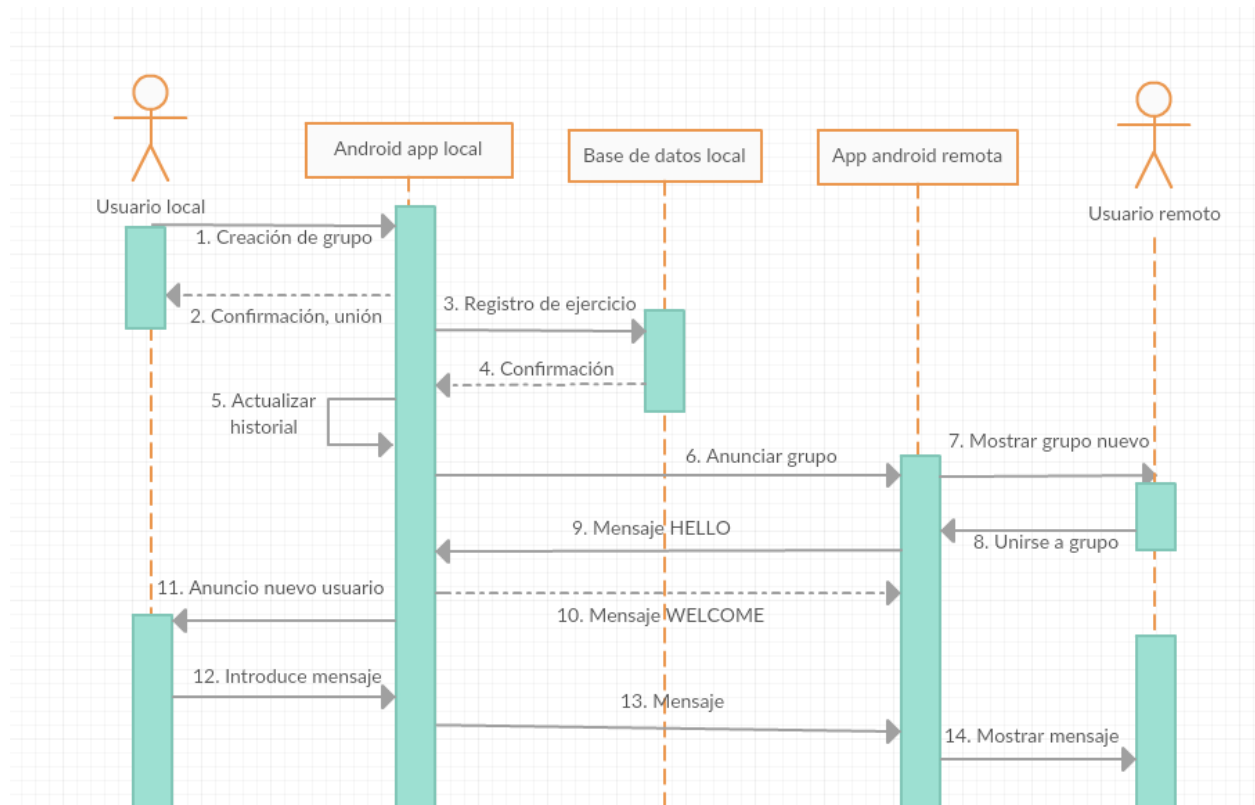 Android app local
Base de datos local
App android remota
Usuario local
Usuario remoto
1. Creación de grupo
2. Confirmación, unión
3. Registro de ejercicio
4. Confirmación
5. Actualizar
historial
6. Anunciar grupo
7. Mostrar grupo nuevo
9. Mensaje HELLO
8. Unirse a grupo
11. Anuncio nuevo usuario
10. Mensaje WELCOME
12. Introduce mensaje
13. Mensaje
14. Mostrar mensaje